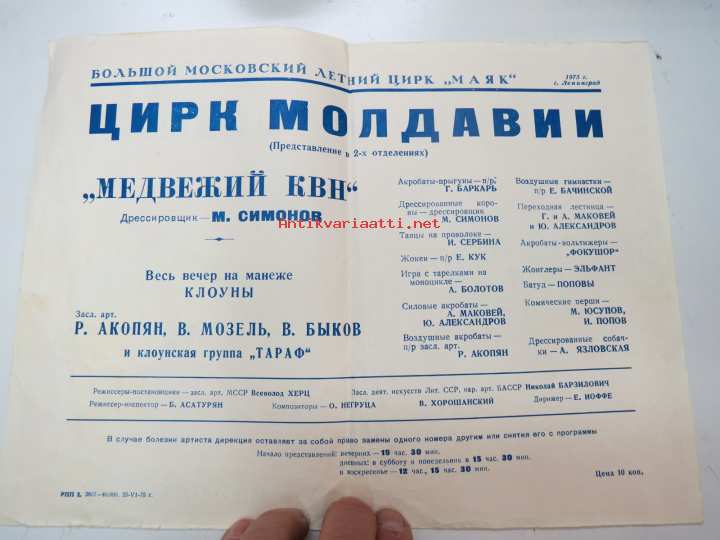 БОЛЬШОЙ МОСКОВСКИЙ ЛЕТНИЙ ЦИРК „МАЯК"
1975 г.
г. Ленинград
ЦИРК МОЛДАВИИ
(Представление в 2-х отделениях)
„МЕДВЕЖИЙ КВН"
Дрессировщик — М. СИМОНОВ
Весь вечер на манеже
КЛОУНЫ
Засл. арт.
Р. АКОПЯН, В. МОЗЕЛЬ, В. БЫКОВ
и клоунская группа „ТАРАФ"
Акробаты-прыгуны — п/р,
Г. БАРКАРЬ
Дрессированные коро-
вы — дрессировщик
М. СИМОНОВ
Танцы на проволоке —
И. СЕРБИНА
Жокеи — п/р Е. КУК
Игра с тарелками на
моноцикле —
А. БОЛОТОВ
Силовые акробаты —
А. МАКОВЕЙ,
Ю. АЛЕКСАНДРОВ
Воздушные акробаты —
п/р засл. арт.
Р. АКОПЯН
Воздушные гимнастки —
п/р Е. БАЧИНСКОЙ
Переходная лестница —
Г. и А. МАКОВЕЙ
и Ю. АЛЕКСАНДРОВ
Акробаты-вольтижеры —
„ФОКУШОР"
Жонглеры — ЭЛЬФАНТ
Батуд — ПОПОВЫ
Комические перши —
М. ЮСУПОВ,
И. ПОПОВ
Дрессированные собач-
ки — А. ЯЗЛОВСКАЯ
Antikvariaatti.net
Режиссеры-постановщики — засл. арт. МССР Всеволод ХЕРЦ Засл. деят. искусств Лит. ССР, нар. арт. БАССР Николай БАРЗИЛОВИЧ
Режиссер-инспектор — Б. АСАТУРЯН Композиторы — О. НЕГРУЦА В. ХОРОШАНСКИЙ Дирижер — Е. ИОФФЕ
В случае болезни артиста дирекция оставляет за собой право замены одного номера другим или снятия его с программы
Начало представлений: вечерних — 19 час. 30 мин.
дневных: в субботу и понедельник в 15 час. 30 мин.
и воскресенье — 12 час., 15 час. 30 мин.
Цена 10 коп.
РТП 3.